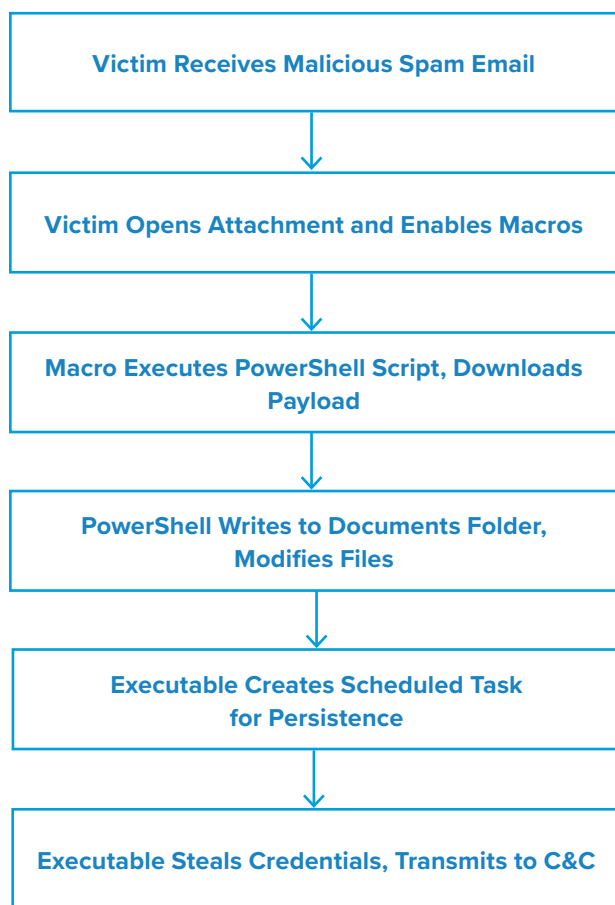 Victim Receives Malicious Spam Email
Victim Opens Attachment and Enables Macros
Macro Executes PowerShell Script, Downloads
Payload
PowerShell Writes to Documents Folder,
Modifies Files
Executable Creates Scheduled Task
for Persistence
Executable Steals Credentials, Transmits to C&C